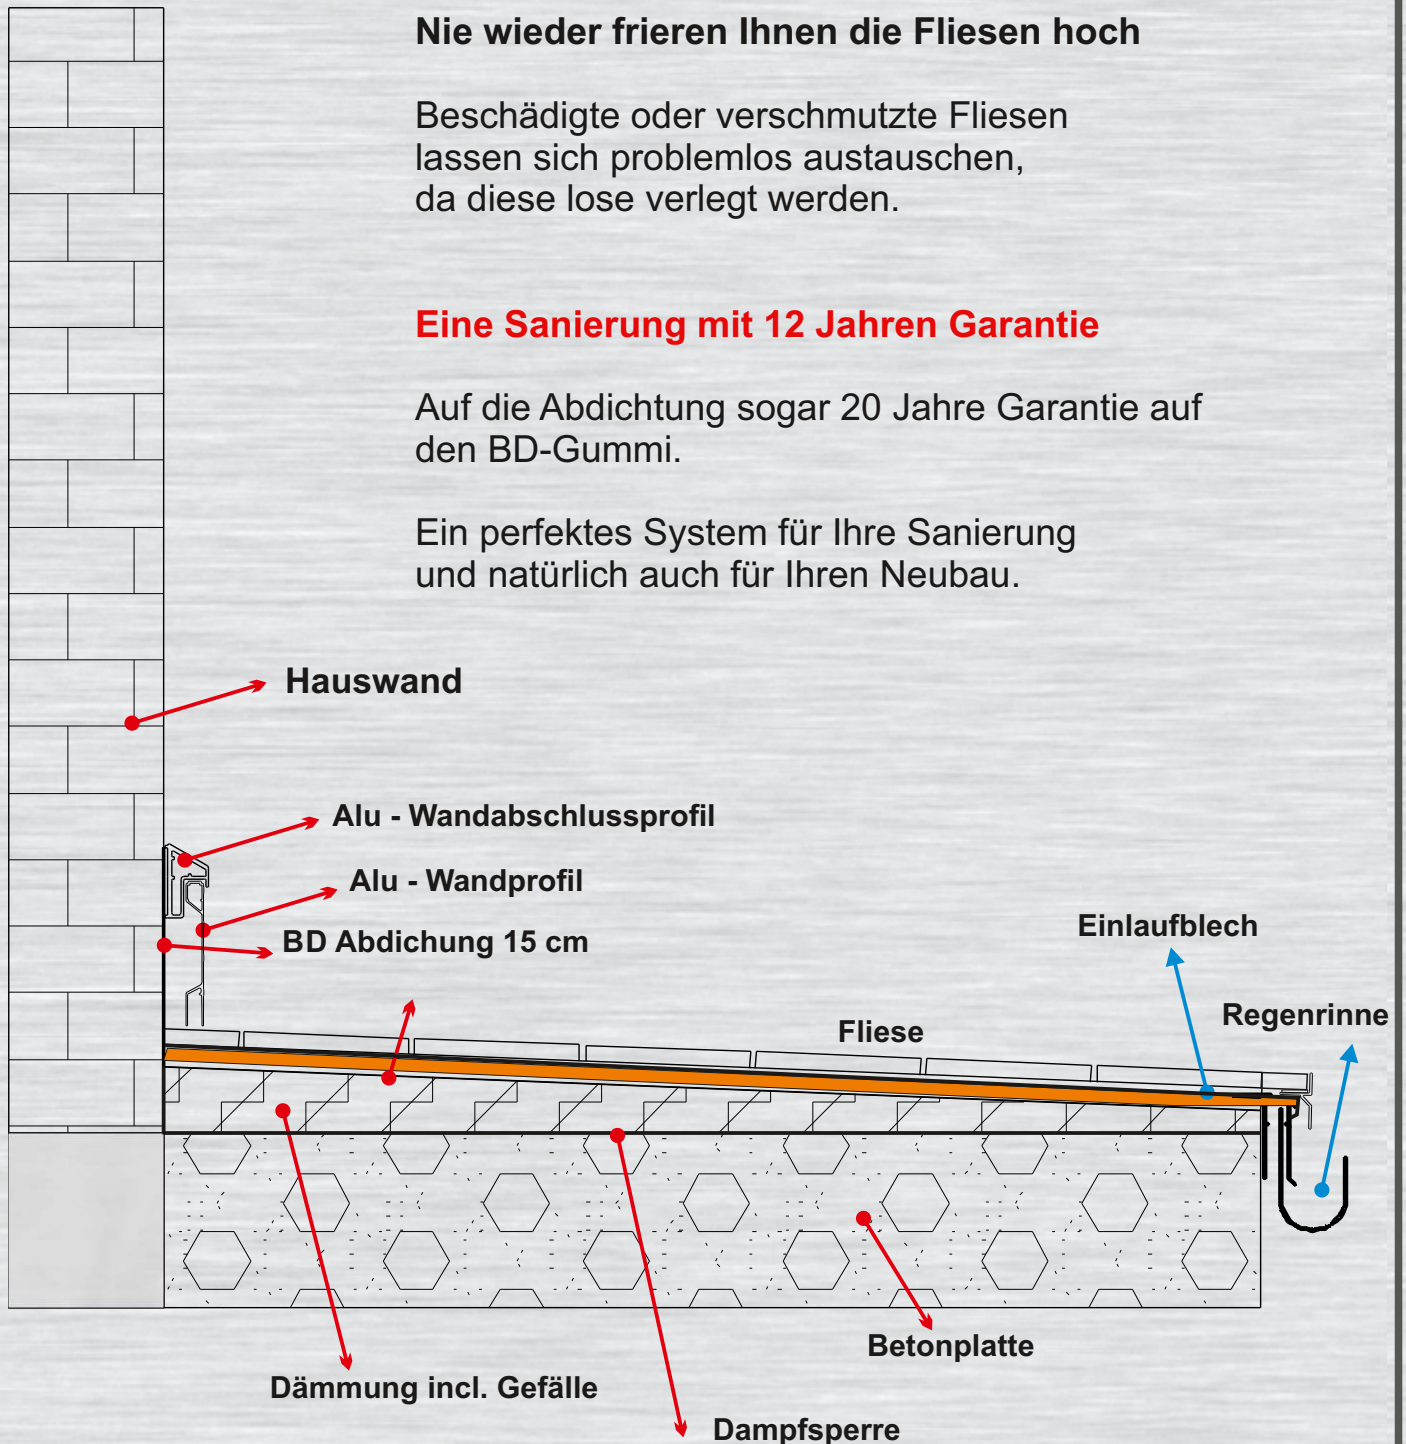 Nie wieder frieren Ihnen die Fliesen hoch
Beschädigte oder verschmutzte Fliesen
lassen sich problemlos austauschen,
da diese lose verlegt werden.
Eine Sanierung mit 12 Jahren Garantie
Auf die Abdichtung sogar 20 Jahre Garantie auf
den BD-Gummi.
Ein perfektes System für Ihre Sanierung
und natürlich auch für Ihren Neubau.
Hauswand
Alu - Wandabschlussprofil
Alu - Wandprofil
BD Abdichung 15 cm
Einlaufblech
Regenrinne
Fliese
Betonplatte
Dämmung incl. Gefälle
Dampfsperre